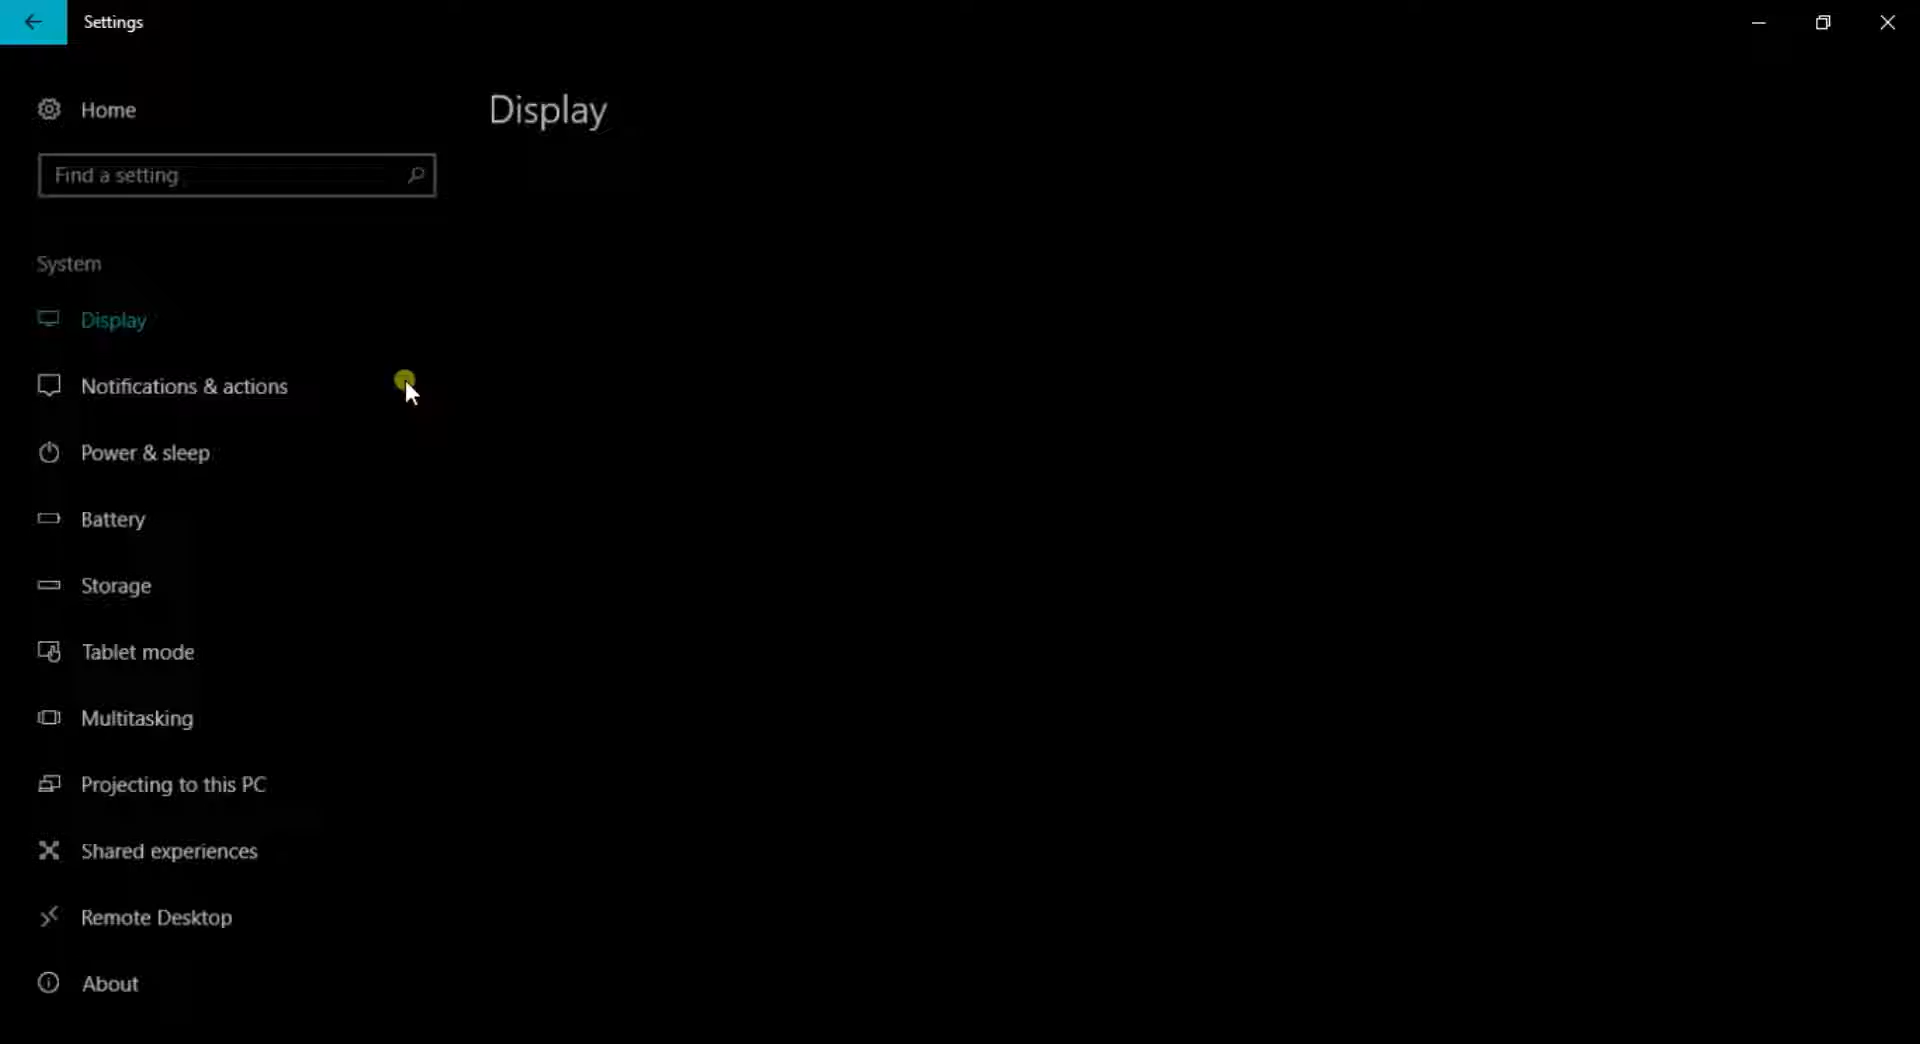 Settings
Home
Display
Find a setting
System
Display
Notifications & actions
Power & sleep
Battery
Storage
Tablet mode
Multitasking
Projecting to this PC
Shared experiences
Remote Desktop
About